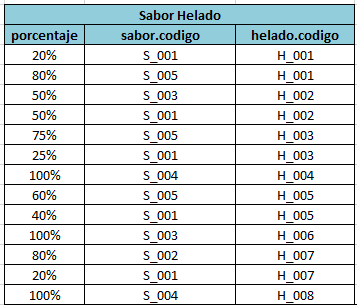 Sabor Helado
porcentaje sabor.codigo helado.codigo
20% S_001 H_001
80% S_005 H_001
50% S_003 H_002
50% S_001 H_002
75% S_005 H_003
25% S_001 H_003
100% S_004 H_004
60% S_005 H_005
40% S_001 H_005
100% S_003 H_006
80% S_002 H_007
20% S_001 H_007
100% S_004 H_008